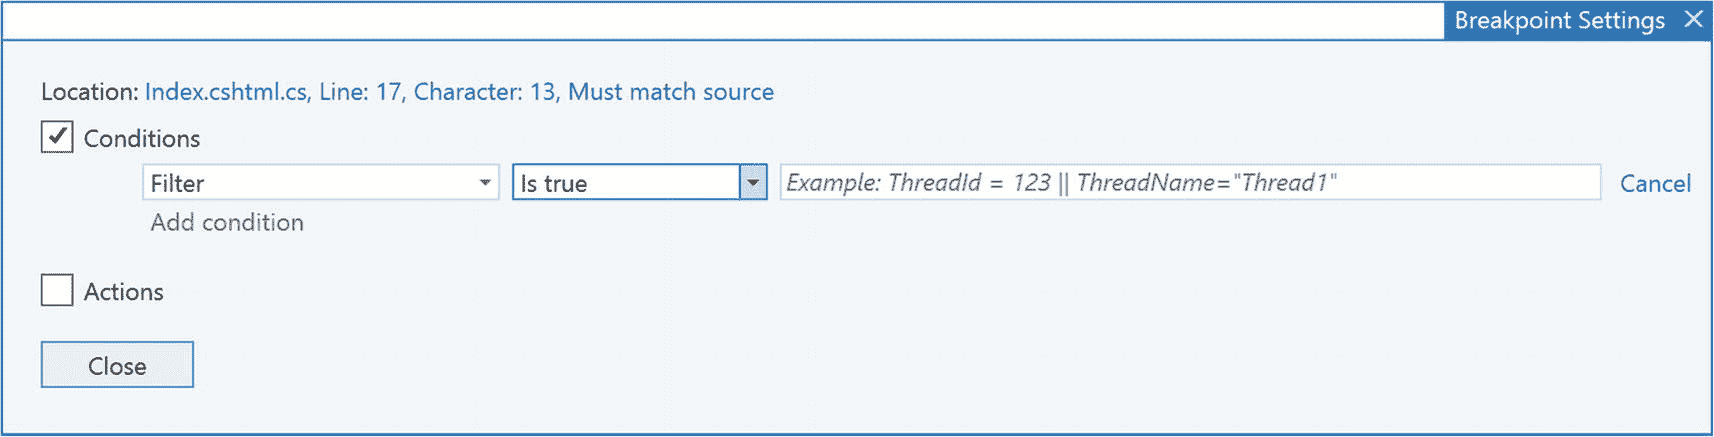 Breakpoint Settings
Location: Index.cshtml.cs, Line: 17, Character: 13, Must match source
Conditions
Filter Is true Example: ThreadId = 123 || ThreadName="Thread1" Cancel
Add condition
Actions
Close